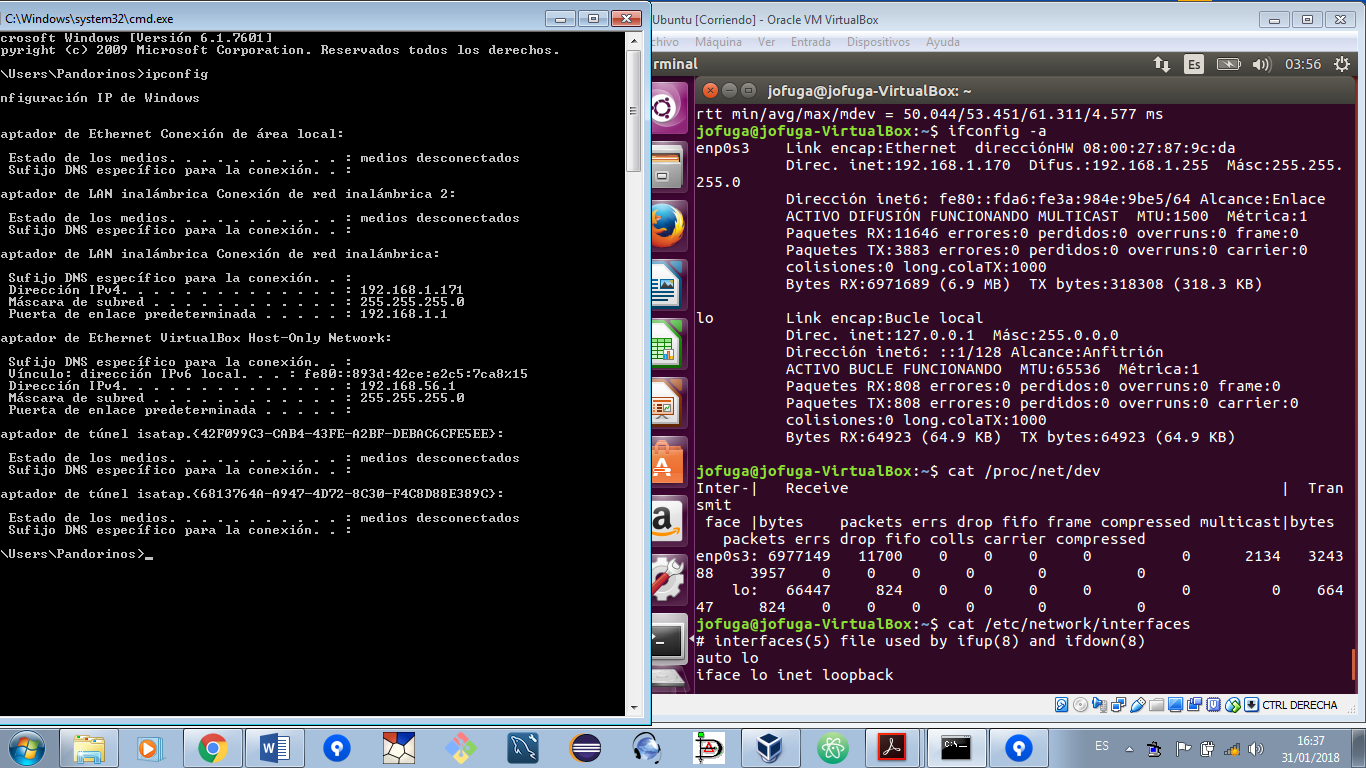 C:\Windows\system32\cmd.exe
crosoft Windows [Versión 6.1.7601]
pyright (c) 2009 Microsoft Corporation. Reservados todos los derechos.
\Users\Pandorinos>ipconfig
nfiguración IP de Windows
aptador de Ethernet Conexión de área local:
Estado de los medios. . . . . . . . . . . : medios desconectados
Sufijo DNS específico para la conexión. . :
aptador de LAN inalámbrica Conexión de red inalámbrica 2:
Estado de los medios. . . . . . . . . . . : medios desconectados
Sufijo DNS específico para la conexión. . :
aptador de LAN inalámbrica Conexión de red inalámbrica:
Sufijo DNS específico para la conexión. . :
Dirección IPv4. . . . . . . . . . . . . . : 192.168.1.171
Máscara de subred . . . . . . . . . . . . : 255.255.255.0
Puerta de enlace predeterminada . . . . . : 192.168.1.1
aptador de Ethernet VirtualBox Host-Only Network:
Sufijo DNS específico para la conexión. . :
Vínculo: dirección IPv6 local. . . : fe80::893d:42ce:e2c5:7ca8%15
Dirección IPv4. . . . . . . . . . . . . . : 192.168.56.1
Máscara de subred . . . . . . . . . . . . : 255.255.255.0
Puerta de enlace predeterminada . . . . . :
aptador de túnel isatap.{42F099C3-CAB4-43FE-A2BF-DEBAC6CFE5EE}:
Estado de los medios. . . . . . . . . . . : medios desconectados
Sufijo DNS específico para la conexión. . :
aptador de túnel isatap.{6813764A-A947-4D72-8C30-F4C8D88E389C}:
Estado de los medios. . . . . . . . . . . : medios desconectados
Sufijo DNS específico para la conexión. . :
\Users\Pandorinos>_
Ubuntu [Corriendo] - Oracle VM VirtualBox
chivo Máquina Ver Entrada Dispositivos Ayuda
rminal Es 03:56
jofuga@jofuga-VirtualBox: ~
rtt min/avg/max/mdev = 50.044/53.451/61.311/4.577 ms
jofuga@jofuga-VirtualBox:~$ ifconfig -a
enp0s3 Link encap:Ethernet direcciónHW 08:00:27:87:9c:da
Direc. inet:192.168.1.170 Difus.:192.168.1.255 Másc:255.255.
255.0
Dirección inet6: fe80::fda6:fe3a:984e:9be5/64 Alcance:Enlace
ACTIVO DIFUSIÓN FUNCIONANDO MULTICAST MTU:1500 Métrica:1
Paquetes RX:11646 errores:0 perdidos:0 overruns:0 frame:0
Paquetes TX:3883 errores:0 perdidos:0 overruns:0 carrier:0
colisiones:0 long.colaTX:1000
Bytes RX:6971689 (6.9 MB) TX bytes:318308 (318.3 KB)
lo Link encap:Bucle local
Direc. inet:127.0.0.1 Másc:255.0.0.0
Dirección inet6: ::1/128 Alcance:Anfitrión
ACTIVO BUCLE FUNCIONANDO MTU:65536 Métrica:1
Paquetes RX:808 errores:0 perdidos:0 overruns:0 frame:0
Paquetes TX:808 errores:0 perdidos:0 overruns:0 carrier:0
colisiones:0 long.colaTX:1000
Bytes RX:64923 (64.9 KB) TX bytes:64923 (64.9 KB)
jofuga@jofuga-VirtualBox:~$ cat /proc/net/dev
Inter-| Receive | Tran
smit
face |bytes packets errs drop fifo frame compressed multicast|bytes
packets errs drop fifo colls carrier compressed
enp0s3: 6977149 11700 0 0 0 0 0 2134 3243
88 3957 0 0 0 0 0 0
lo: 66447 824 0 0 0 0 0 0 664
47 824 0 0 0 0 0 0
jofuga@jofuga-VirtualBox:~$ cat /etc/network/interfaces
# interfaces(5) file used by ifup(8) and ifdown(8)
auto lo
iface lo inet loopback
CTRL DERECHA
ES 16:37
31/01/2018